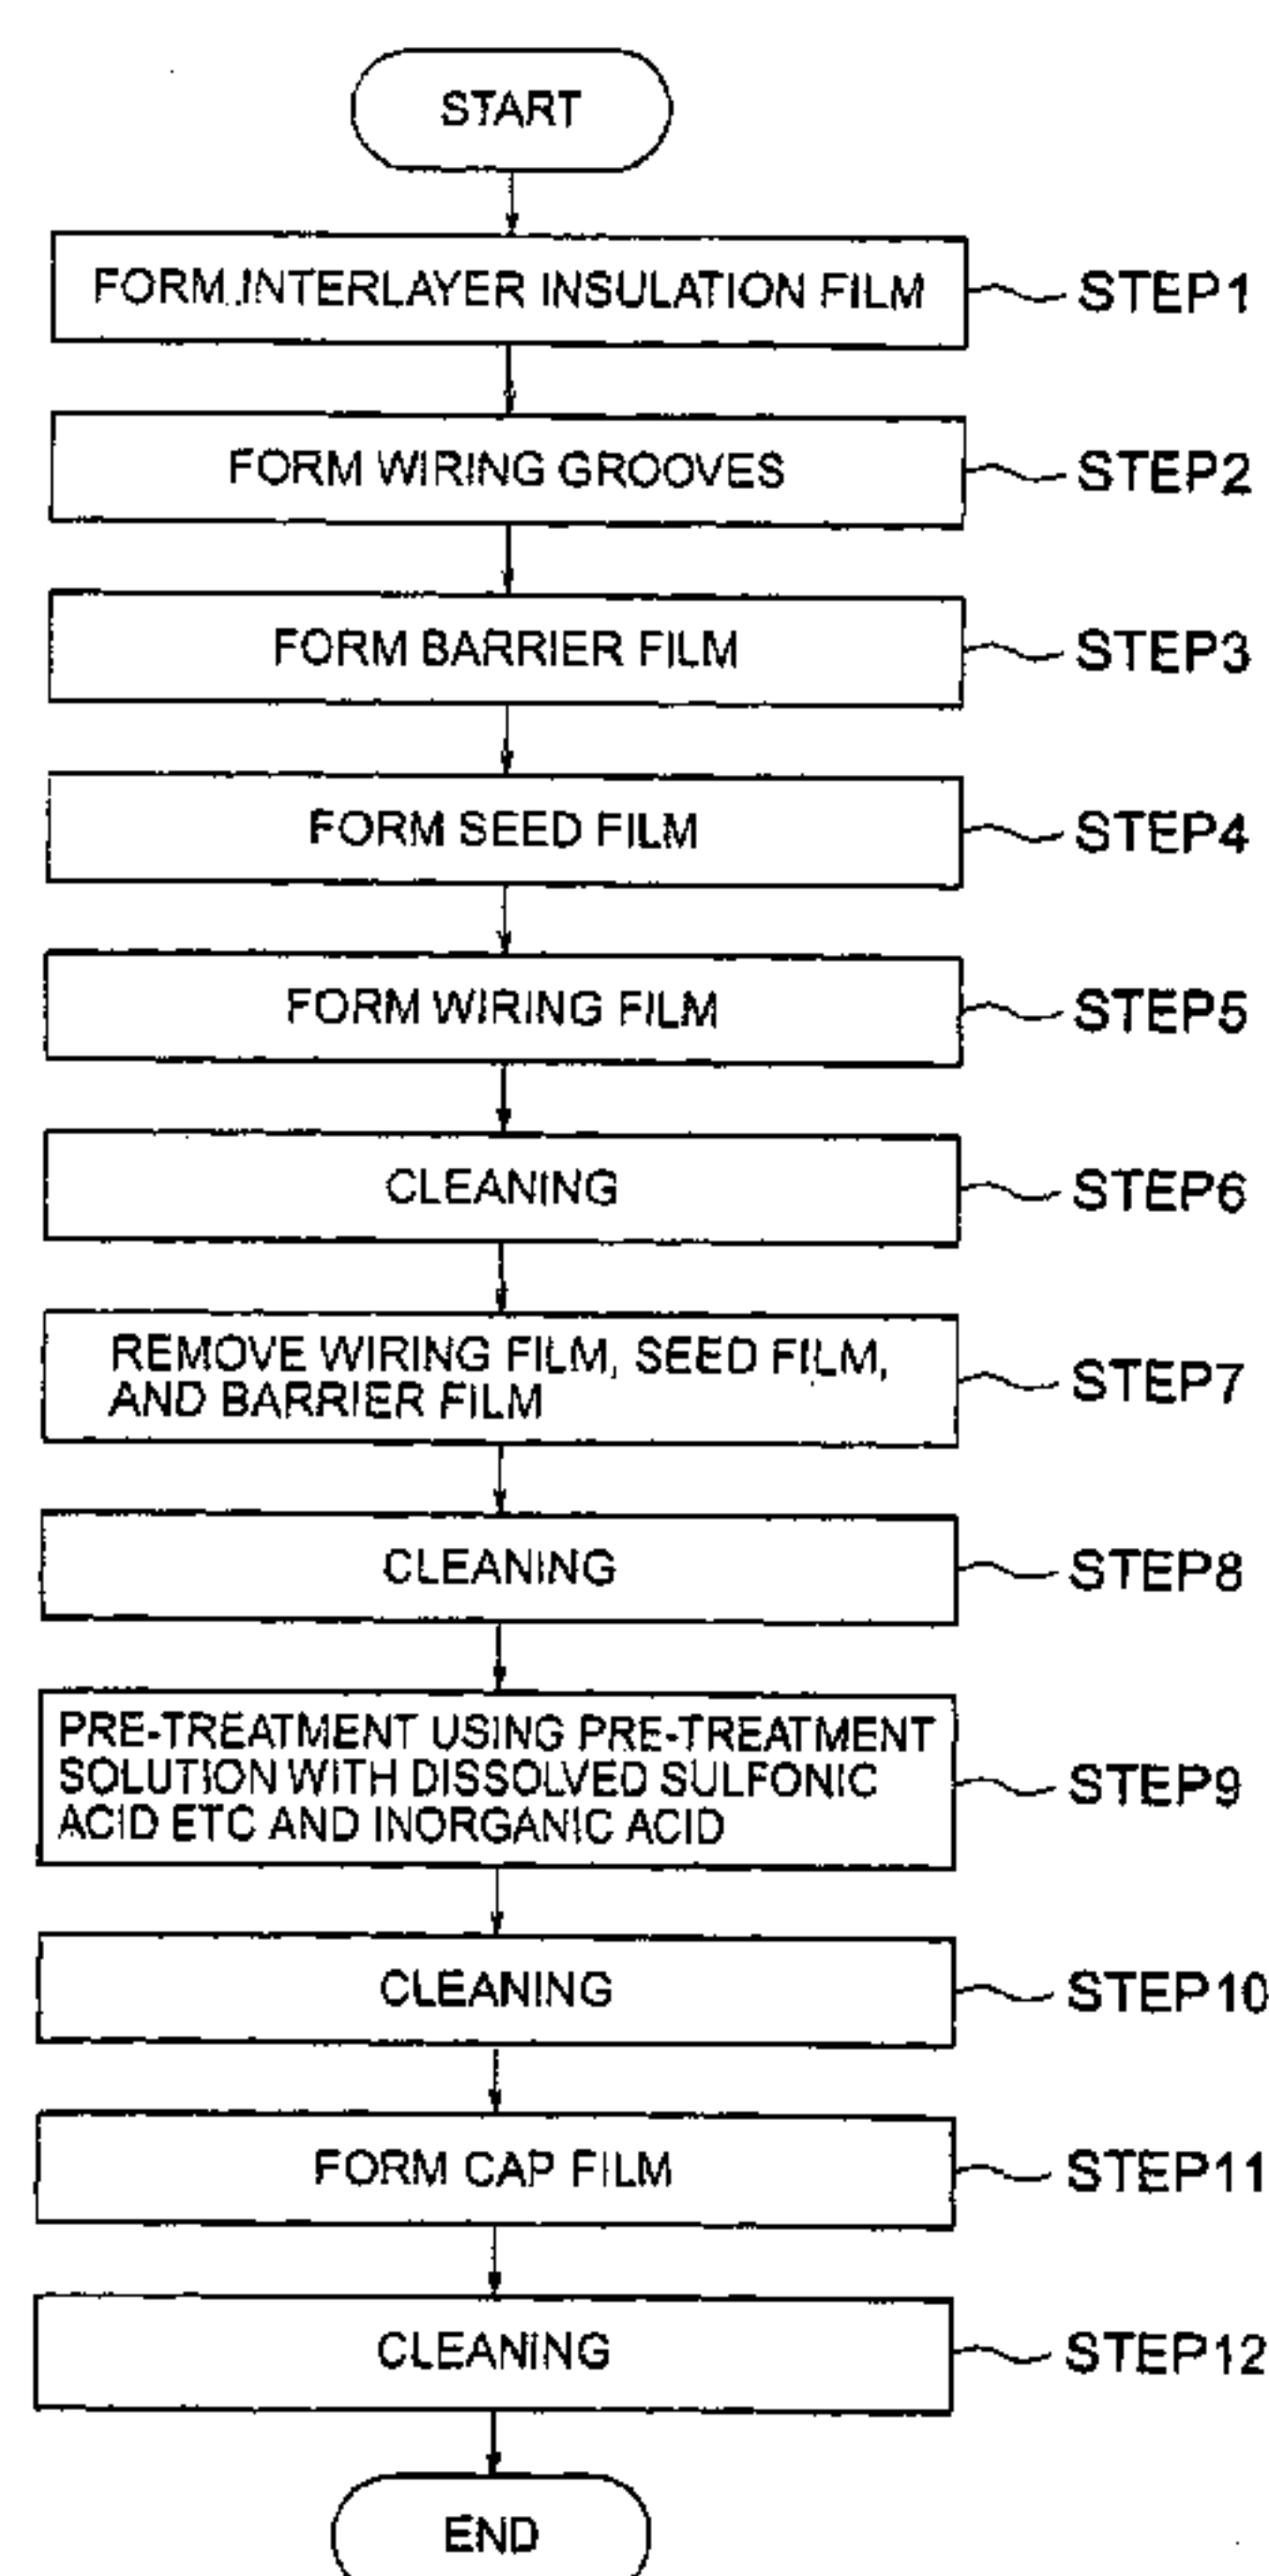 START
FORM INTERLAYER INSULATION FILM
STEP1
FORM WIRING GROOVES
STEP2
FORM BARRIER FILM
STEP3
FORM SEED FILM
STEP4
FORM WIRING FILM
STEP5
CLEANING
STEP6
REMOVE WIRING FILM, SEED FILM,
AND BARRIER FILM
STEP7
CLEANING
STEP8
PRE-TREATMENT USING PRE-TREATMENT
SOLUTION WITH DISSOLVED SULFONIC
ACID ETC AND INORGANIC ACID
STEP9
CLEANING
STEP10
FORM CAP FILM
STEP11
CLEANING
STEP12
END